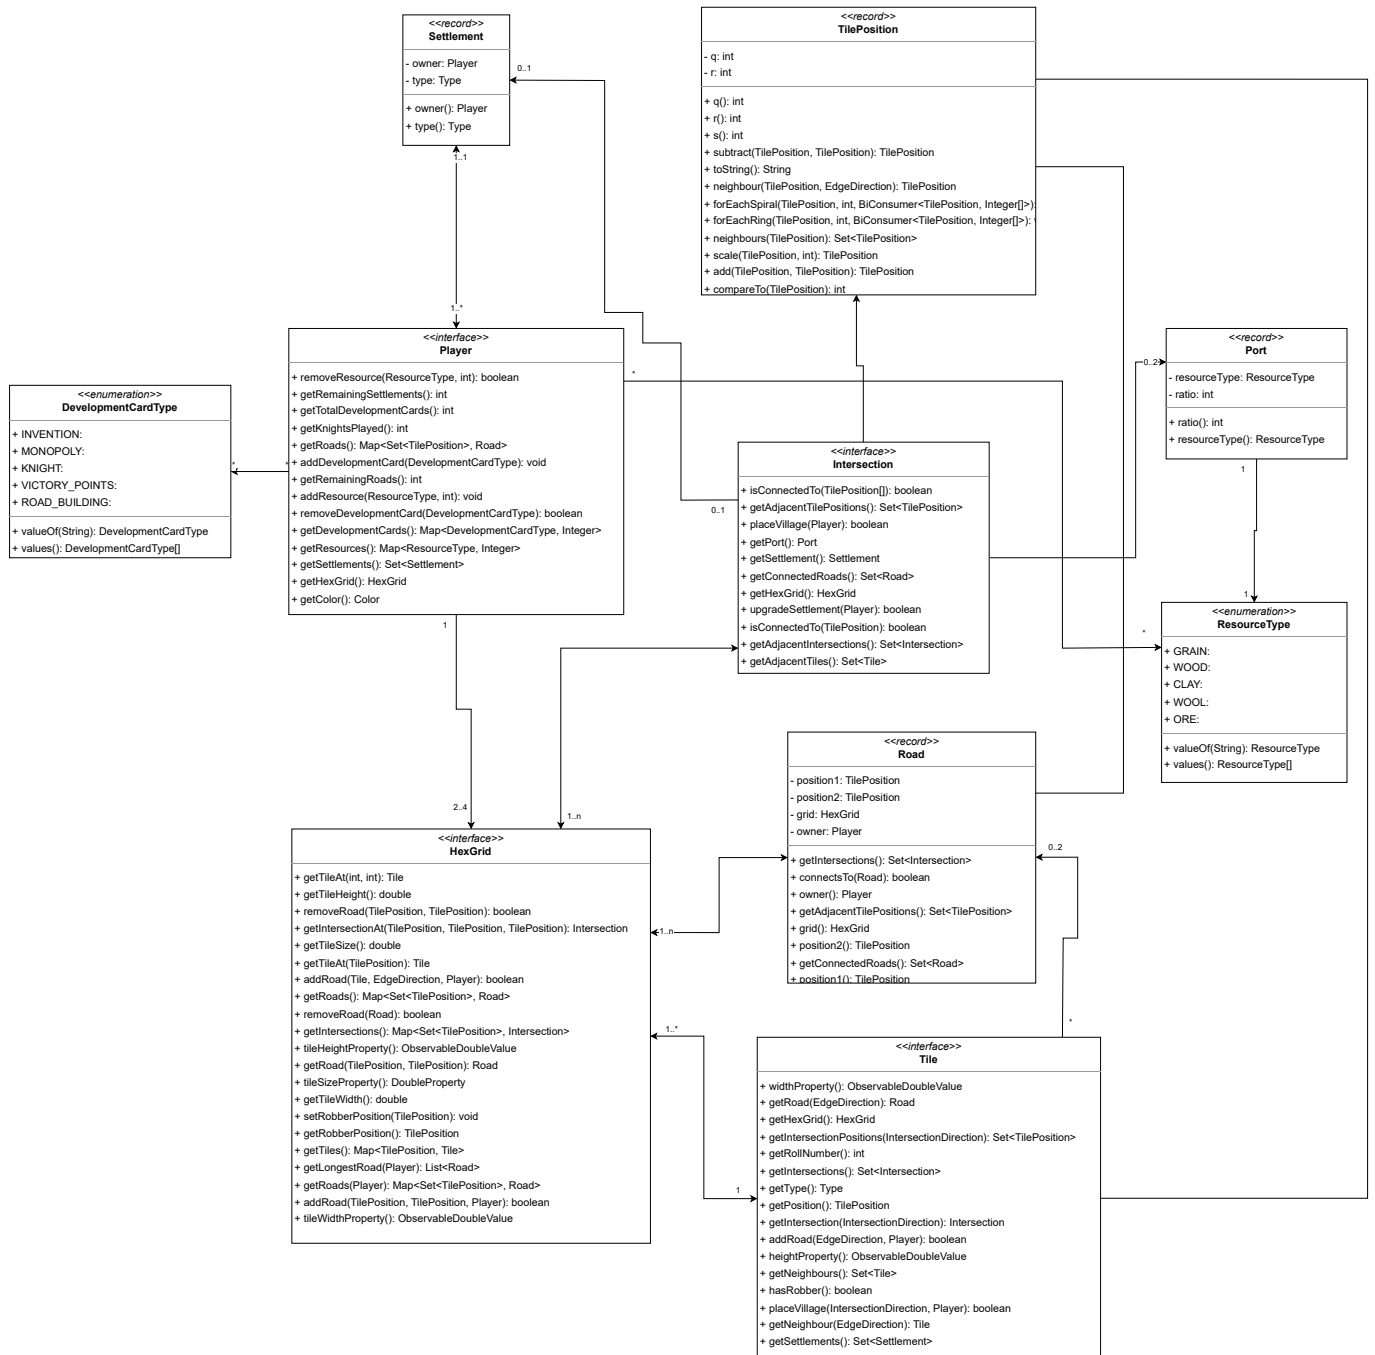 <<record>>
Settlement
- owner: Player
- type: Type
+ owner(): Player
+ type(): Type
0..1
1..1
1..*
<<record>>
TilePosition
- q: int
- r: int
+ q(): int
+ r(): int
+ s(): int
+ subtract(TilePosition, TilePosition): TilePosition
+ toString(): String
+ neighbour(TilePosition, EdgeDirection): TilePosition
+ forEachSpiral(TilePosition, int, BiConsumer<TilePosition, Integer[]>):
+ forEachRing(TilePosition, int, BiConsumer<TilePosition, Integer[]>):
+ neighbours(TilePosition): Set<TilePosition>
+ scale(TilePosition, int): TilePosition
+ add(TilePosition, TilePosition): TilePosition
+ compareTo(TilePosition): int
<<interface>>
Player
+ removeResource(ResourceType, int): boolean
+ getRemainingSettlements(): int
+ getTotalDevelopmentCards(): int
+ getKnightsPlayed(): int
+ getRoads(): Map<Set<TilePosition>, Road>
+ addDevelopmentCard(DevelopmentCardType): void
+ getRemainingRoads(): int
+ addResource(ResourceType, int): void
+ removeDevelopmentCard(DevelopmentCardType): boolean
+ getDevelopmentCards(): Map<DevelopmentCardType, Integer>
+ getResources(): Map<ResourceType, Integer>
+ getSettlements(): Set<Settlement>
+ getHexGrid(): HexGrid
+ getColor(): Color
*
*
*
1
2..4
<<enumeration>>
DevelopmentCardType
+ INVENTION:
+ MONOPOLY:
+ KNIGHT:
+ VICTORY_POINTS:
+ ROAD_BUILDING:
+ valueOf(String): DevelopmentCardType
+ values(): DevelopmentCardType[]
<<record>>
Port
- resourceType: ResourceType
- ratio: int
+ ratio(): int
+ resourceType(): ResourceType
0..2
1
1
<<interface>>
Intersection
+ isConnectedTo(TilePosition[]): boolean
+ getAdjacentTilePositions(): Set<TilePosition>
+ placeVillage(Player): boolean
+ getPort(): Port
+ getSettlement(): Settlement
+ getConnectedRoads(): Set<Road>
+ getHexGrid(): HexGrid
+ upgradeSettlement(Player): boolean
+ isConnectedTo(TilePosition): boolean
+ getAdjacentIntersections(): Set<Intersection>
+ getAdjacentTiles(): Set<Tile>
0..1
*
<<enumeration>>
ResourceType
+ GRAIN:
+ WOOD:
+ CLAY:
+ WOOL:
+ ORE:
+ valueOf(String): ResourceType
+ values(): ResourceType[]
<<record>>
Road
- position1: TilePosition
- position2: TilePosition
- grid: HexGrid
- owner: Player
+ getIntersections(): Set<Intersection>
+ connectsTo(Road): boolean
+ owner(): Player
+ getAdjacentTilePositions(): Set<TilePosition>
+ grid(): HexGrid
+ position2(): TilePosition
+ getConnectedRoads(): Set<Road>
+ position1(): TilePosition
0..2
*
1..n
1..n
1..*
1
<<interface>>
HexGrid
+ getTileAt(int, int): Tile
+ getTileHeight(): double
+ removeRoad(TilePosition, TilePosition): boolean
+ getIntersectionAt(TilePosition, TilePosition, TilePosition): Intersection
+ getTileSize(): double
+ getTileAt(TilePosition): Tile
+ addRoad(Tile, EdgeDirection, Player): boolean
+ getRoads(): Map<Set<TilePosition>, Road>
+ removeRoad(Road): boolean
+ getIntersections(): Map<Set<TilePosition>, Intersection>
+ tileHeightProperty(): ObservableDoubleValue
+ getRoad(TilePosition, TilePosition): Road
+ tileSizeProperty(): DoubleProperty
+ getTileWidth(): double
+ setRobberPosition(TilePosition): void
+ getRobberPosition(): TilePosition
+ getTiles(): Map<TilePosition, Tile>
+ getLongestRoad(Player): List<Road>
+ getRoads(Player): Map<Set<TilePosition>, Road>
+ addRoad(TilePosition, TilePosition, Player): boolean
+ tileWidthProperty(): ObservableDoubleValue
<<interface>>
Tile
+ widthProperty(): ObservableDoubleValue
+ getRoad(EdgeDirection): Road
+ getHexGrid(): HexGrid
+ getIntersectionPositions(IntersectionDirection): Set<TilePosition>
+ getRollNumber(): int
+ getIntersections(): Set<Intersection>
+ getType(): Type
+ getPosition(): TilePosition
+ getIntersection(IntersectionDirection): Intersection
+ addRoad(EdgeDirection, Player): boolean
+ heightProperty(): ObservableDoubleValue
+ getNeighbours(): Set<Tile>
+ hasRobber(): boolean
+ placeVillage(IntersectionDirection, Player): boolean
+ getNeighbour(EdgeDirection): Tile
+ getSettlements(): Set<Settlement>